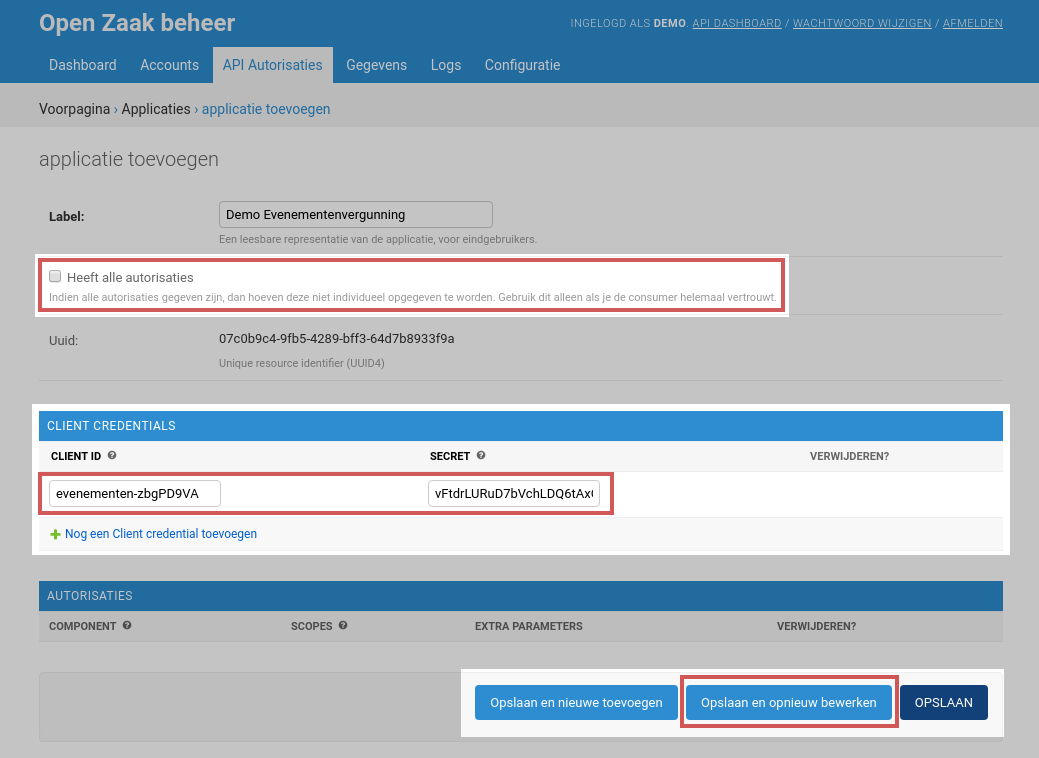 Open Zaak beheer
INGELOGD ALS DEMO. API DASHBOARD / WACHTWOORD WIJZIGEN / AFMELDEN
Dashboard Accounts API Autorisaties Gegevens Logs Configuratie
Voorpagina › Applicaties › applicatie toevoegen
applicatie toevoegen
Label: Demo Evenementenvergunning
Een leesbare representatie van de applicatie, voor eindgebruikers.
Heeft alle autorisaties
Indien alle autorisaties gegeven zijn, dan hoeven deze niet individueel opgegeven te worden. Gebruik dit alleen als je de consumer helemaal vertrouwt.
Uuid: 07c0b9c4-9fb5-4289-bff3-64d7b8933f9a
Unique resource identifier (UUID4)
CLIENT CREDENTIALS
CLIENT ID SECRET VERWIJDEREN?
evenementen-zbgPD9VA vFtdrLURuD7bVchLDQ6tAx
Nog een Client credential toevoegen
AUTORISATIES
COMPONENT SCOPES EXTRA PARAMETERS VERWIJDEREN?
Opslaan en nieuwe toevoegen Opslaan en opnieuw bewerken OPSLAAN